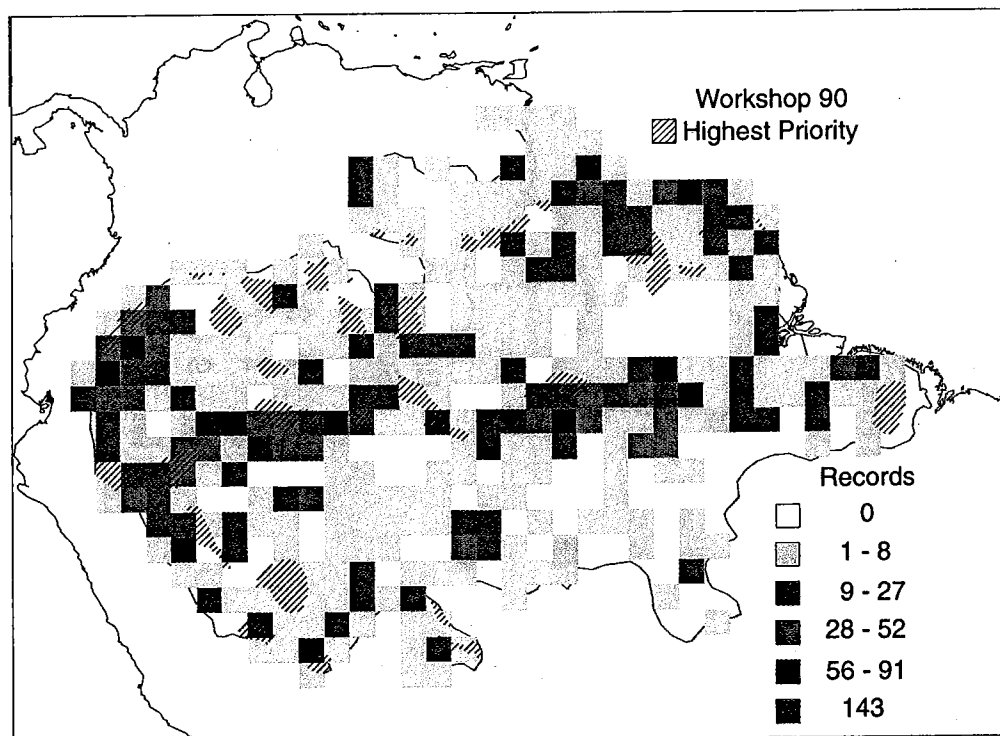 Workshop 90
Highest Priority
Records
0
1 - 8
9 - 27
28 - 52
56 - 91
143